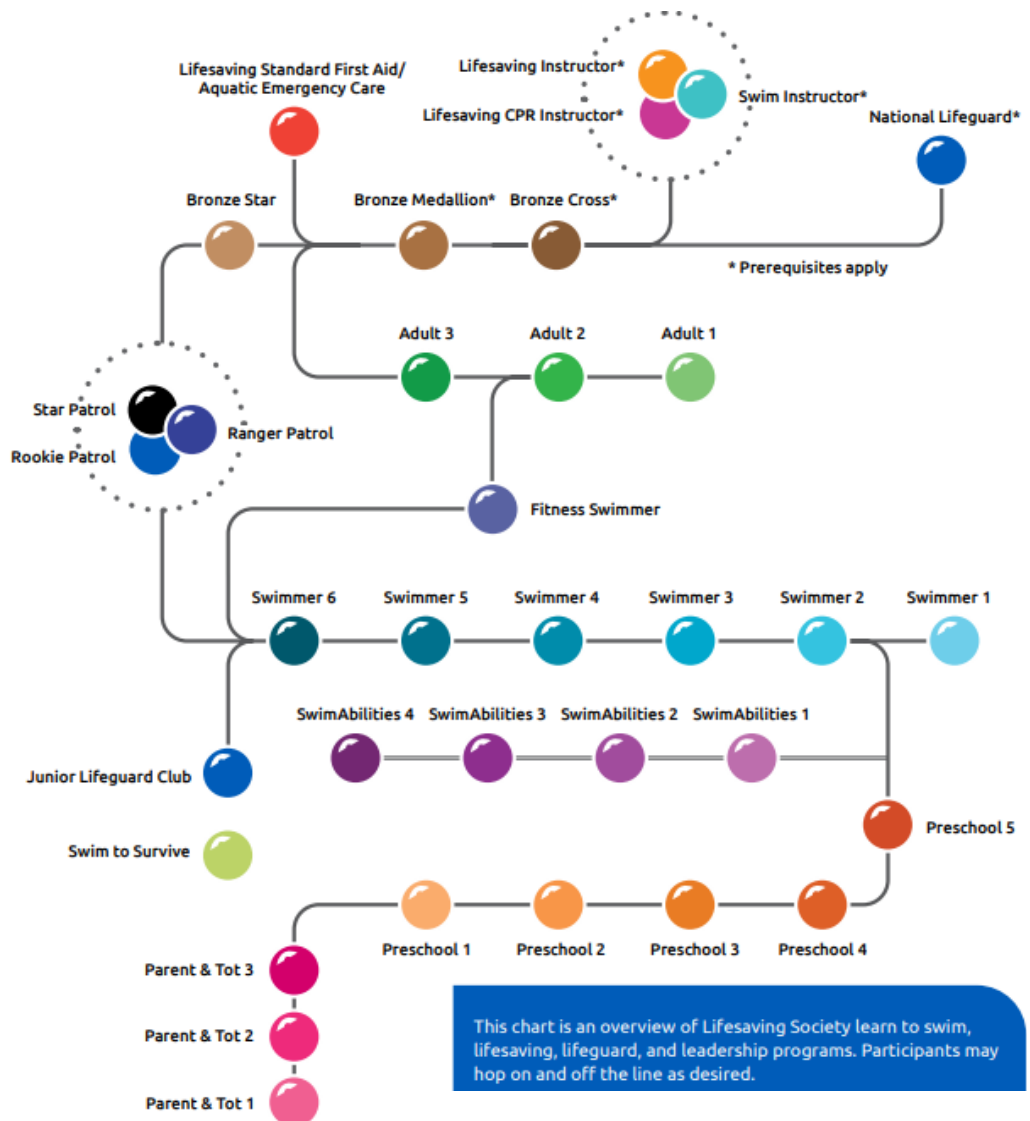 Lifesaving Standard First Aid/
Aquatic Emergency Care
Lifesaving Instructor*
Swim Instructor*
Lifesaving CPR Instructor*
National Lifeguard*
Bronze Star
Bronze Medallion*
Bronze Cross*
* Prerequisites apply
Adult 3
Adult 2
Adult 1
Star Patrol
Ranger Patrol
Rookie Patrol
Fitness Swimmer
Swimmer 6
Swimmer 5
Swimmer 4
Swimmer 3
Swimmer 2
Swimmer 1
SwimAbilities 4
SwimAbilities 3
SwimAbilities 2
SwimAbilities 1
Junior Lifeguard Club
Preschool 5
Swim to Survive
Preschool 1
Preschool 2
Preschool 3
Preschool 4
Parent & Tot 3
Parent & Tot 2
Parent & Tot 1
This chart is an overview of Lifesaving Society learn to swim,
lifesaving, lifeguard, and leadership programs. Participants may
hop on and off the line as desired.